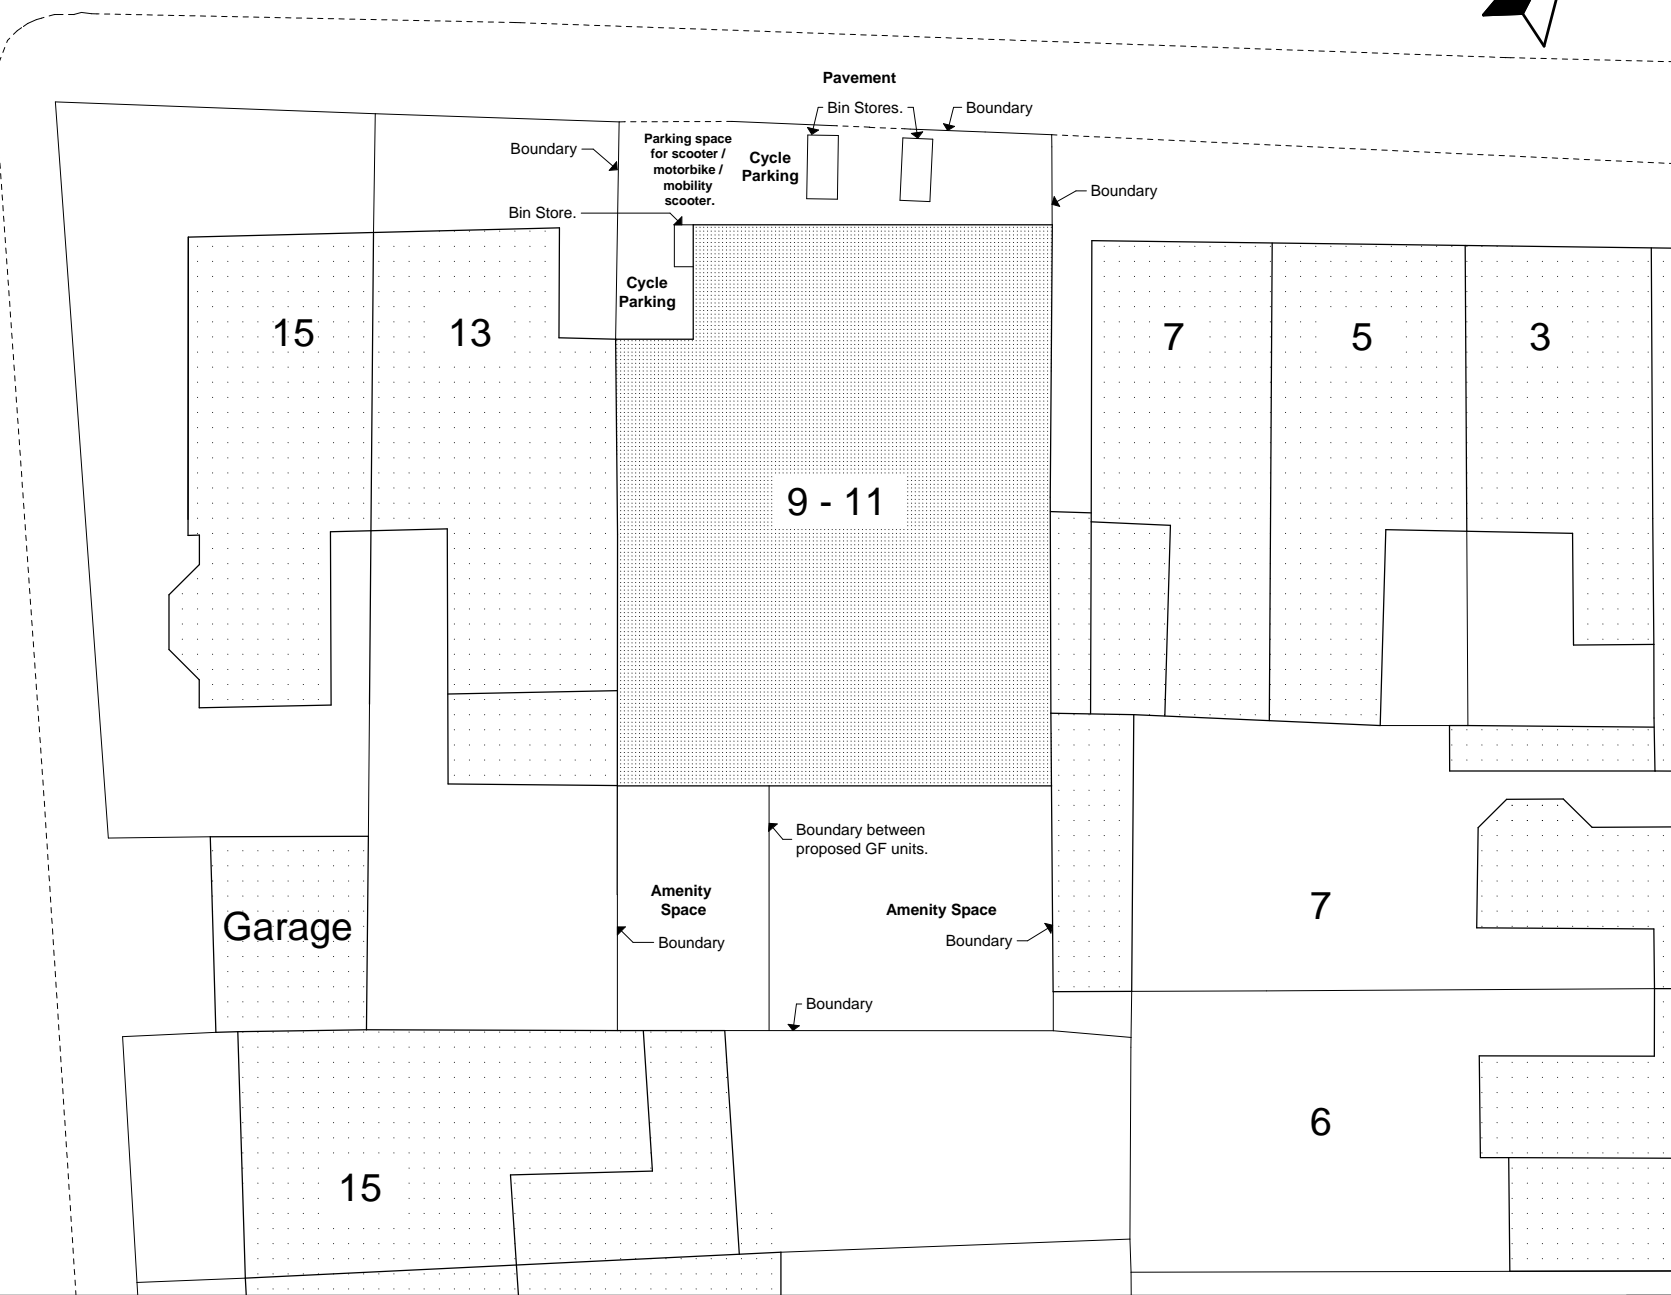 Pavement
Bin Stores.
Boundary
Boundary
Parking space
for scooter /
motorbike /
mobility
scooter.
Cycle
Parking
Boundary
Bin Store.
Cycle
Parking
15
13
7
5
3
9 - 11
Boundary between
proposed GF units.
Amenity
Space
Boundary
Amenity Space
Boundary
7
Garage
Boundary
6
15